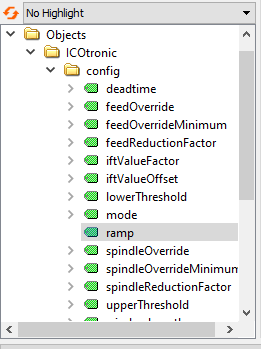 No Highlight
Objects
ICOtronic
config
deadtime
feedOverride
feedOverrideMinimum
feedReductionFactor
iftValueFactor
iftValueOffset
lowerThreshold
mode
ramp
spindleOverride
spindleOverrideMinimum
spindleReductionFactor
upperThreshold